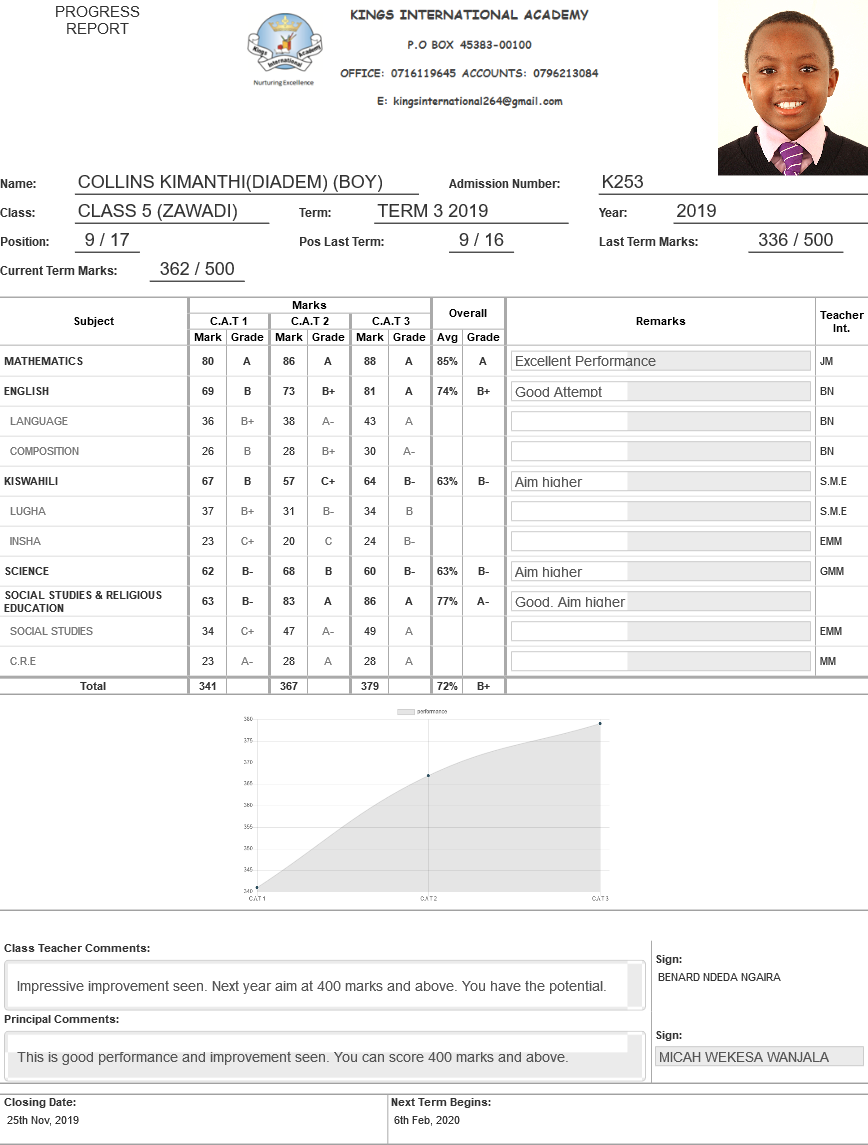 PROGRESS
REPORT
KINGS INTERNATIONAL ACADEMY
P.O BOX 45383-00100
OFFICE: 0716119645 ACCOUNTS: 0796213084
E: kingsinternational264@gmail.com
Kings International Academy
Nurturing Excellence
Name: COLLINS KIMANTHI(DIADEM) (BOY) Admission Number: K253
Class: CLASS 5 (ZAWADI) Term: TERM 3 2019 Year: 2019
Position: 9 / 17 Pos Last Term: 9 / 16 Last Term Marks: 336 / 500
Current Term Marks: 362 / 500
Subject Marks Overall Remarks Teacher Int.
C.A.T 1 C.A.T 2 C.A.T 3
Mark Grade Mark Grade Mark Grade Avg Grade
MATHEMATICS 80 A 86 A 88 A 85% A Excellent Performance JM
ENGLISH 69 B 73 B+ 81 A 74% B+ Good Attempt BN
LANGUAGE 36 B+ 38 A- 43 A BN
COMPOSITION 26 B 28 B+ 30 A- BN
KISWAHILI 67 B 57 C+ 64 B- 63% B- Aim higher S.M.E
LUGHA 37 B+ 31 B- 34 B S.M.E
INSHA 23 C+ 20 C 24 B- EMM
SCIENCE 62 B- 68 B 60 B- 63% B- Aim higher GMM
SOCIAL STUDIES & RELIGIOUS
EDUCATION 63 B- 83 A 86 A 77% A- Good. Aim higher
SOCIAL STUDIES 34 C+ 47 A- 49 A EMM
C.R.E 23 A- 28 A 28 A MM
Total 341 367 379 72% B+
performance
380
375
370
365
360
355
350
345
340
C.A.T 1 C.A.T 2 C.A.T 3
Class Teacher Comments:
Impressive improvement seen. Next year aim at 400 marks and above. You have the potential.
Sign:
BENARD NDEDA NGAIRA
Principal Comments:
This is good performance and improvement seen. You can score 400 marks and above.
Sign:
MICAH WEKESA WANJALA
Closing Date: Next Term Begins:
25th Nov, 2019 6th Feb, 2020